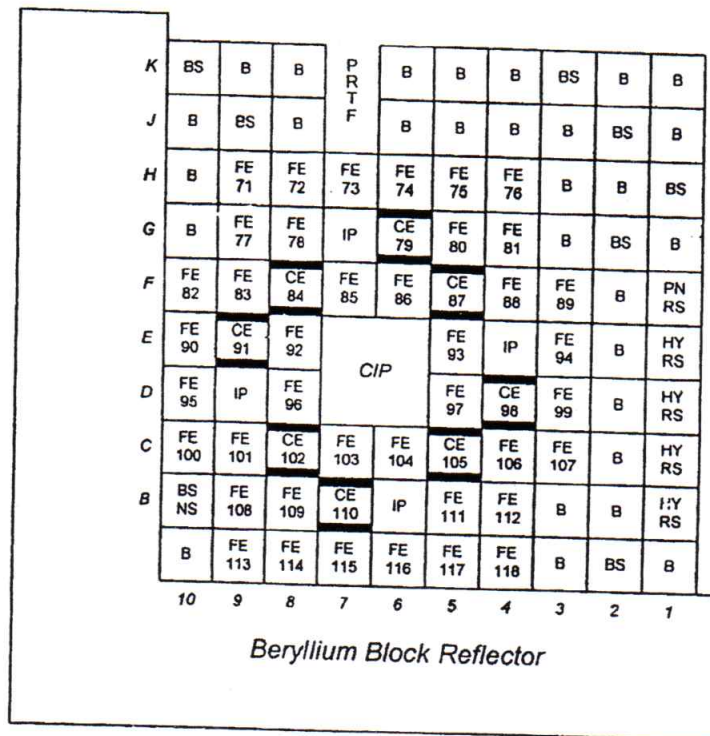 K BS B B PRTF B B B BS B B
J B BS B B B B B BS B
H B FE 71 FE 72 FE 73 FE 74 FE 75 FE 76 B B BS
G B FE 77 FE 78 IP CE 79 FE 80 FE 81 B BS B
F FE 82 FE 83 CE 84 FE 85 FE 86 CE 87 FE 88 FE 89 B PN RS
E FE 90 CE 91 FE 92 CIP FE 93 IP FE 94 B HY RS
D FE 95 IP FE 96 FE 97 CE 98 FE 99 B HY RS
C FE 100 FE 101 CE 102 FE 103 FE 104 CE 105 FE 106 FE 107 B HY RS
B BS NS FE 108 FE 109 CE 110 IP FE 111 FE 112 B B HY RS
B FE 113 FE 114 FE 115 FE 116 FE 117 FE 118 B BS B
10 9 8 7 6 5 4 3 2 1
Beryllium Block Reflector